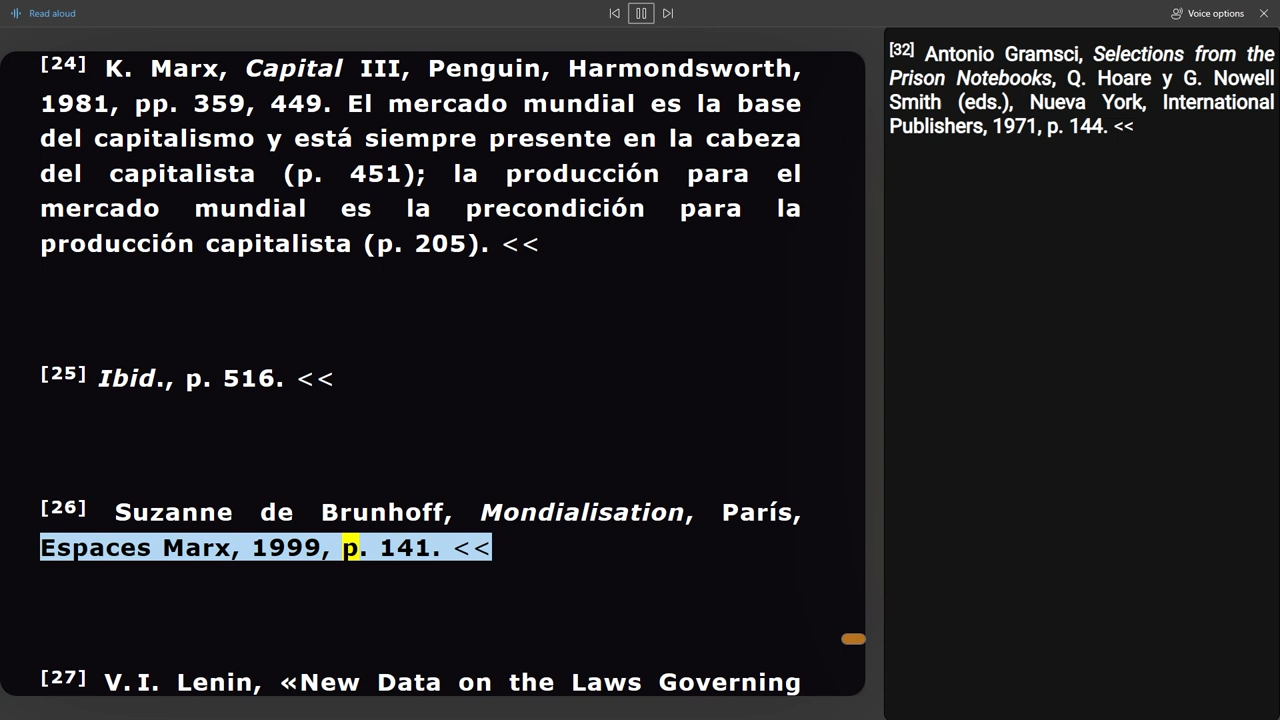 Read aloud
Voice options
[24] K. Marx, Capital III, Penguin, Harmondsworth,
1981, pp. 359, 449. El mercado mundial es la base
del capitalismo y está siempre presente en la cabeza
del capitalista (p. 451); la producción para el
mercado mundial es la precondición para la
producción capitalista (p. 205). <<
[25] Ibid., p. 516. <<
[26] Suzanne de Brunhoff, Mondialisation, París,
Espaces Marx, 1999, p. 141. <<
[27] V. I. Lenin, «New Data on the Laws Governing
[32] Antonio Gramsci, Selections from the
Prison Notebooks, Q. Hoare y G. Nowell
Smith (eds.), Nueva York, International
Publishers, 1971, p. 144. <<